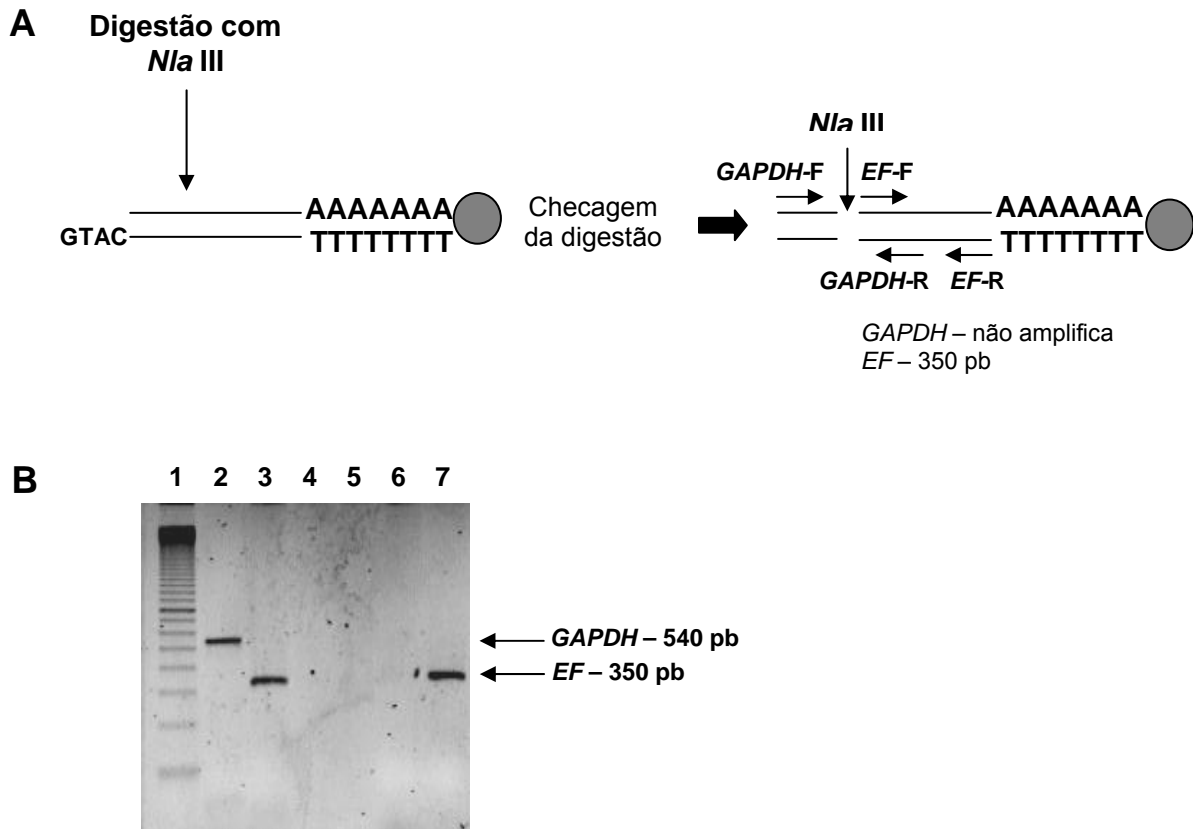 A
Digestão com
Nla III
GTAC
AAAAAAA
TTTTTTTT
Checagem
da digestão
Nla III
GAPDH-F
EF-F
AAAAAAA
TTTTTTTT
GAPDH-R
EF-R
GAPDH – não amplifica
EF – 350 pb
B
1 2 3 4 5 6 7
GAPDH – 540 pb
EF – 350 pb